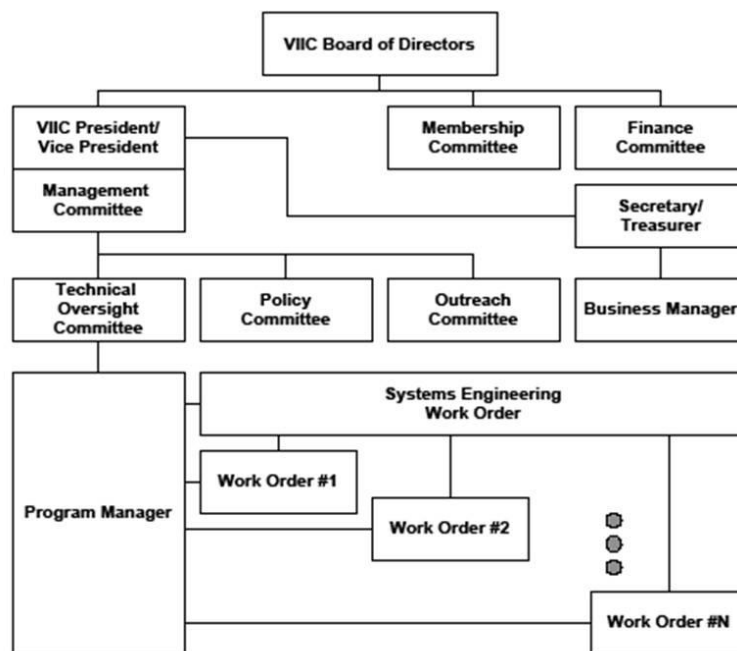 VIIC Board of Directors
VIIC President/
Vice President
Membership
Committee
Finance
Committee
Management
Committee
Secretary/
Treasurer
Technical
Oversight
Committee
Policy
Committee
Outreach
Committee
Business Manager
Systems Engineering
Work Order
Work Order #1
Program Manager
Work Order #2
Work Order #N